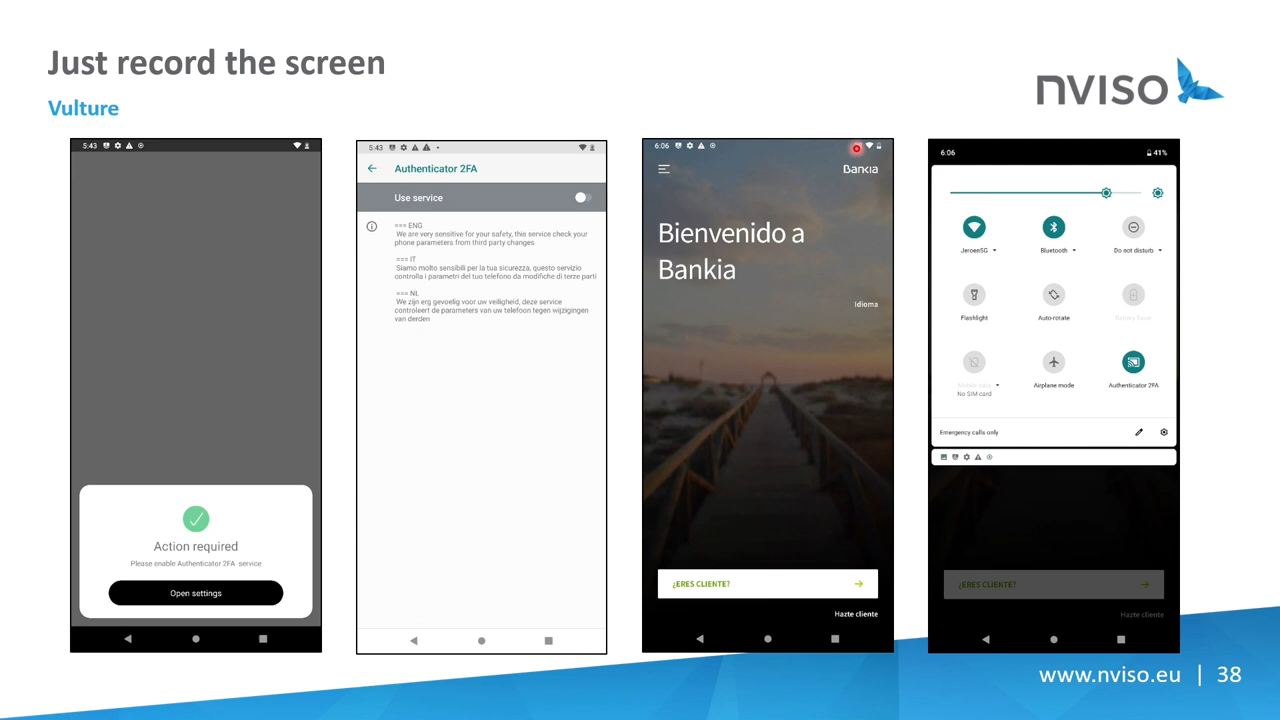 Just record the screen
Vulture
nviso
5:43
Action required
Please enable Authenticator 2FA service
Open settings
5:43
Authenticator 2FA
Use service
=== ENG
We are very sensitive for your safety, this service check your
phone parameters from third party changes
=== IT
Siamo molto sensibili per la tua sicurezza, questo servizio
controlla i parametri del tuo telefono da modifiche di terze parti
=== NL
We zijn erg gevoelig voor uw veiligheid, deze service
controleert de parameters van uw telefoon tegen wijzigingen
van derden
6:06
Bankia
Bienvenido a
Bankia
Idioma
¿ERES CLIENTE?
Hazte cliente
6:06
41%
JeroenSG
Bluetooth
Do not disturb
Flashlight
Auto-rotate
Battery Saver
Mobile data
No SIM card
Airplane mode
Authenticator 2FA
Emergency calls only
¿ERES CLIENTE?
Hazte cliente
www.nviso.eu | 38